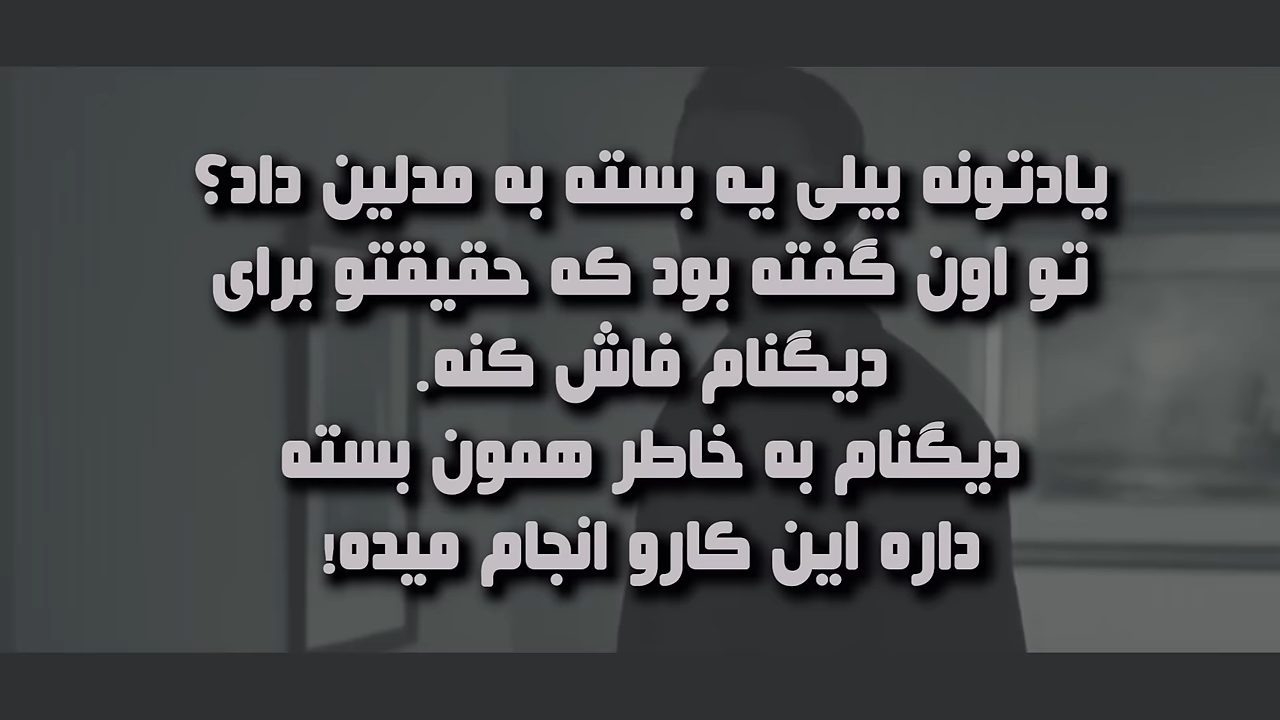 یادتونه بیلی یه بسته به مدلین داد؟
تو اون گفته بود که حقیقتو برای
دیگنام فاش کنه.
دیگنام به خاطر همون بسته
داره این کارو انجام میده!